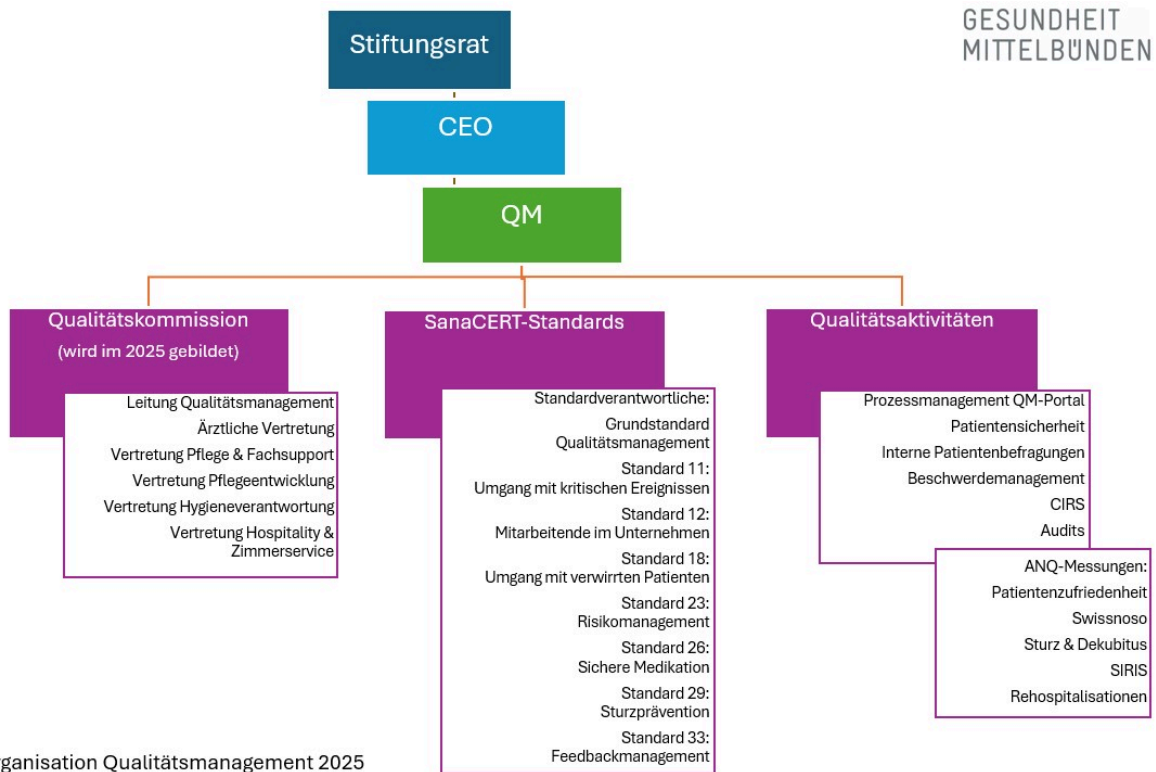 GESUNDHEIT
MITTELBÜNDEN
Stiftungsrat
CEO
QM
Qualitätskommission
(wird im 2025 gebildet)
Leitung Qualitätsmanagement
Ärztliche Vertretung
Vertretung Pflege & Fachsupport
Vertretung Pflegeentwicklung
Vertretung Hygieneverantwortung
Vertretung Hospitality &
Zimmerservice
SanaCERT-Standards
Standardverantwortliche:
Grundstandard
Qualitätsmanagement
Standard 11:
Umgang mit kritischen Ereignissen
Standard 12:
Mitarbeitende im Unternehmen
Standard 18:
Umgang mit verwirrten Patienten
Standard 23:
Risikomanagement
Standard 26:
Sichere Medikation
Standard 29:
Sturzprävention
Standard 33:
Feedbackmanagement
Qualitätsaktivitäten
Prozessmanagement QM-Portal
Patientensicherheit
Interne Patientenbefragungen
Beschwerdemanagement
CIRS
Audits
ANQ-Messungen:
Patientenzufriedenheit
Swissnoso
Sturz & Dekubitus
SIRIS
Rehospitalisationen
rganisation Qualitätsmanagement 2025